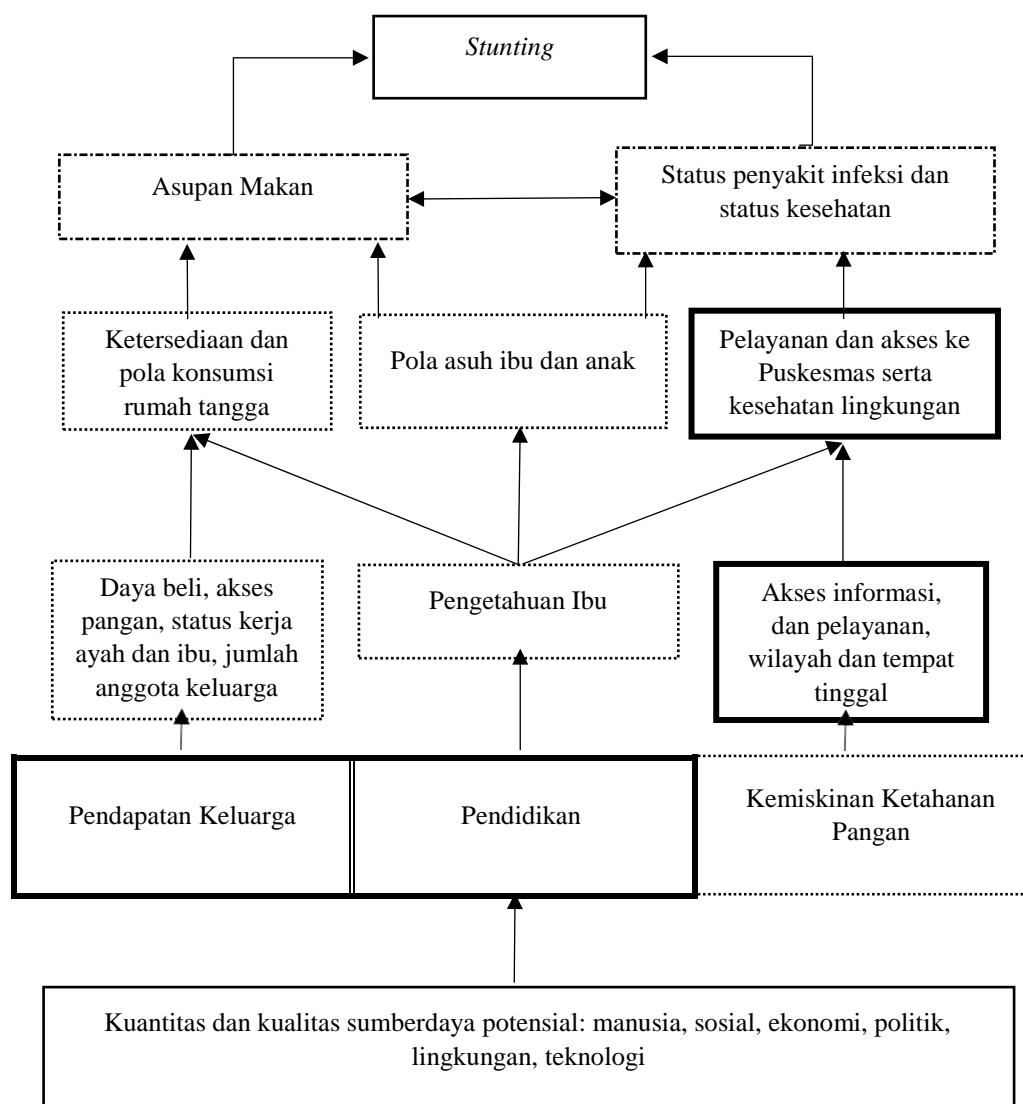 Stunting
Asupan Makan
Status penyakit infeksi dan
status kesehatan
Ketersediaan dan
pola konsumsi
rumah tangga
Pola asuh ibu dan anak
Pelayanan dan akses ke
Puskesmas serta
kesehatan lingkungan
Daya beli, akses
pangan, status kerja
ayah dan ibu, jumlah
anggota keluarga
Pengetahuan Ibu
Akses informasi,
dan pelayanan,
wilayah dan tempat
tinggal
Pendapatan Keluarga
Pendidikan
Kemiskinan Ketahanan
Pangan
Kuantitas dan kualitas sumberdaya potensial: manusia, sosial, ekonomi, politik,
lingkungan, teknologi